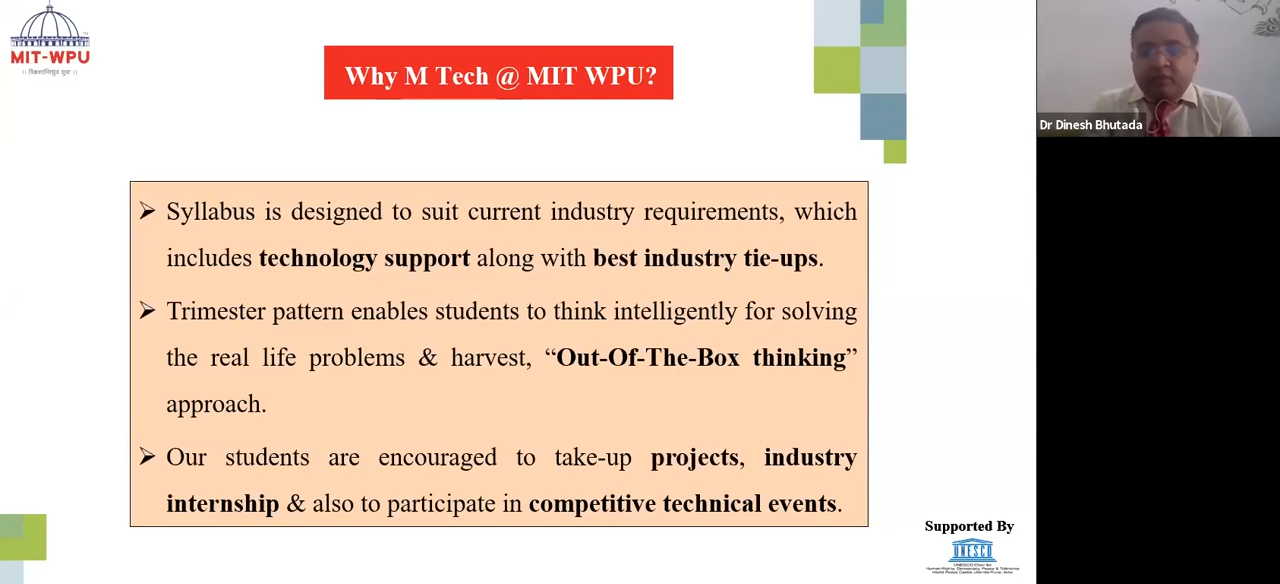 MIT-WPU
Why M Tech @ MIT WPU?
Dr Dinesh Bhutada
➢ Syllabus is designed to suit current industry requirements, which
includes technology support along with best industry tie-ups.
➢ Trimester pattern enables students to think intelligently for solving
the real life problems & harvest, “Out-Of-The-Box thinking”
approach.
➢ Our students are encouraged to take-up projects, industry
internship & also to participate in competitive technical events.
Supported By
UNESCO